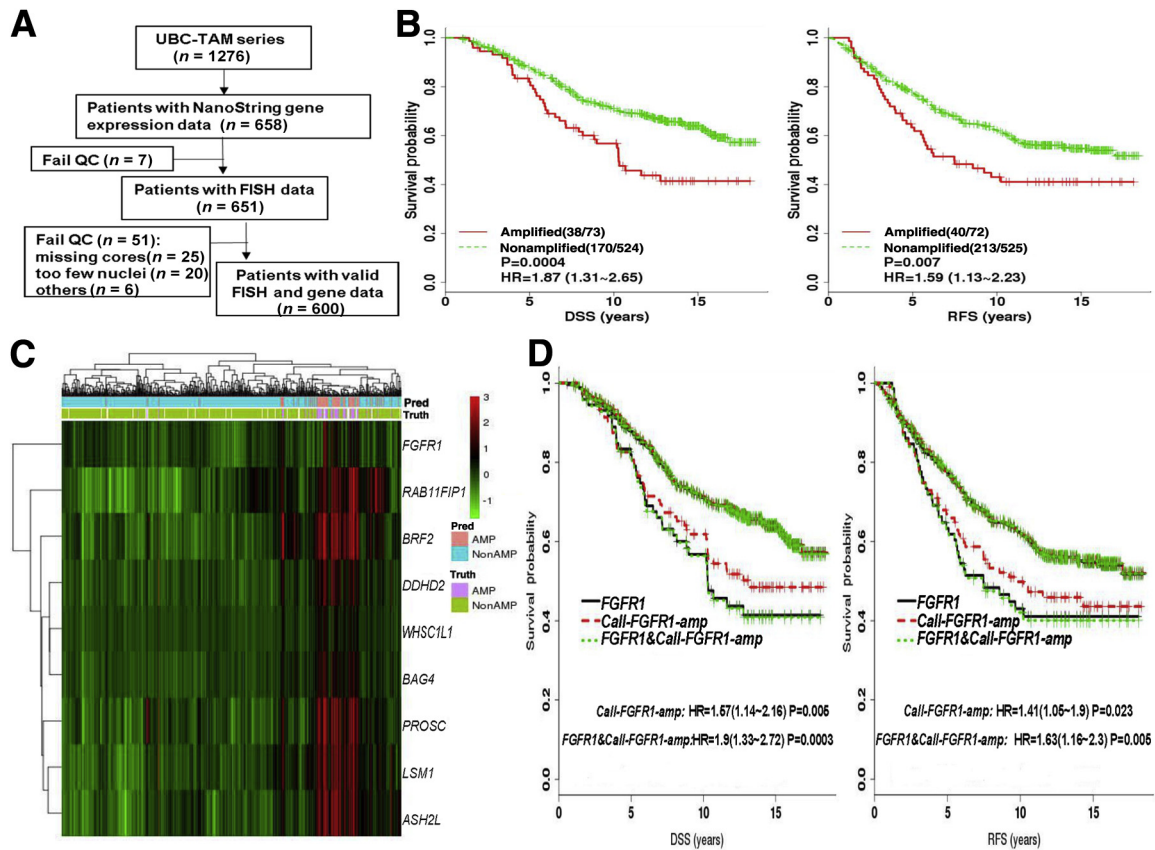 A
UBC-TAM series
(n = 1276)
Patients with NanoString gene
expression data (n = 658)
Fail QC (n = 7)
Patients with FISH data
(n = 651)
Fail QC (n = 51):
missing cores(n = 25)
too few nuclei (n = 20)
others (n = 6)
Patients with valid
FISH and gene data
(n = 600)
B
Survival probability
1.0
0.8
0.6
0.4
0.2
0.0
Amplified(38/73)
Nonamplified(170/524)
P=0.0004
HR=1.87 (1.31~2.65)
0 5 10 15
DSS (years)
Survival probability
1.0
0.8
0.6
0.4
0.2
0.0
Amplified(40/72)
Nonamplified(213/525)
P=0.007
HR=1.59 (1.13~2.23)
0 5 10 15
RFS (years)
C
Pred
Truth
FGFR1
RAB11FIP1
BRF2
DDHD2
WHSC1L1
BAG4
PROSC
LSM1
ASH2L
3
2
1
0
-1
Pred
AMP
NonAMP
Truth
AMP
NonAMP
D
Survival probability
1.0
0.8
0.6
0.4
0.2
0.0
FGFR1
Call-FGFR1-amp
FGFR1&Call-FGFR1-amp
Call-FGFR1-amp: HR=1.57(1.14~2.16) P=0.005
FGFR1&Call-FGFR1-amp:HR=1.9(1.33~2.72) P=0.0003
0 5 10 15
DSS (years)
Survival probability
1.0
0.8
0.6
0.4
0.2
0.0
FGFR1
Call-FGFR1-amp
FGFR1&Call-FGFR1-amp
Call-FGFR1-amp: HR=1.41(1.05~1.9) P=0.023
FGFR1&Call-FGFR1-amp: HR=1.63(1.16~2.3) P=0.005
0 5 10 15
RFS (years)